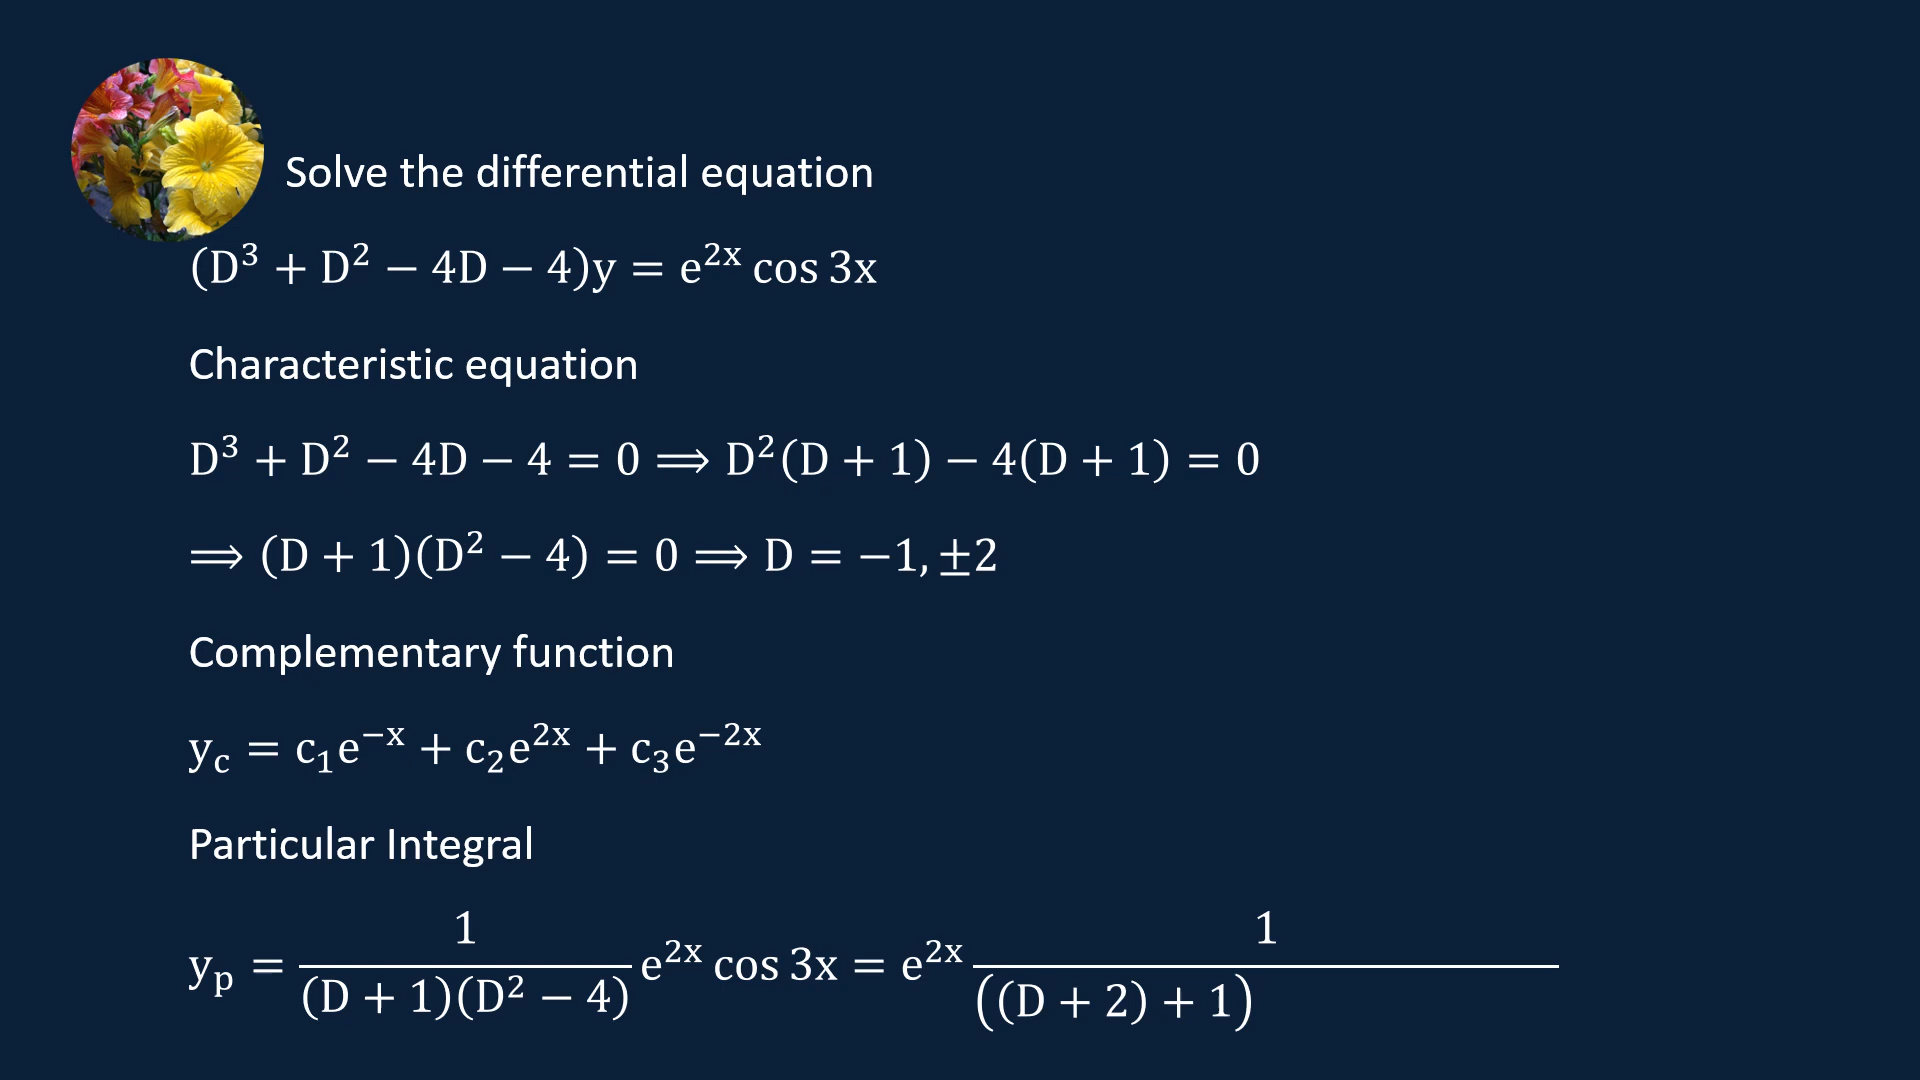 Solve the differential equation
(D³ + D² − 4D − 4)y = e²ˣ cos 3x
Characteristic equation
D³ + D² − 4D − 4 = 0 ⟹ D²(D + 1) − 4(D + 1) = 0
⟹ (D + 1)(D² − 4) = 0 ⟹ D = −1, ±2
Complementary function
y_c = c₁e⁻ˣ + c₂e²ˣ + c₃e⁻²ˣ
Particular Integral
y_p = 1/((D + 1)(D² − 4)) e²ˣ cos 3x = e²ˣ 1/((D + 2) + 1)